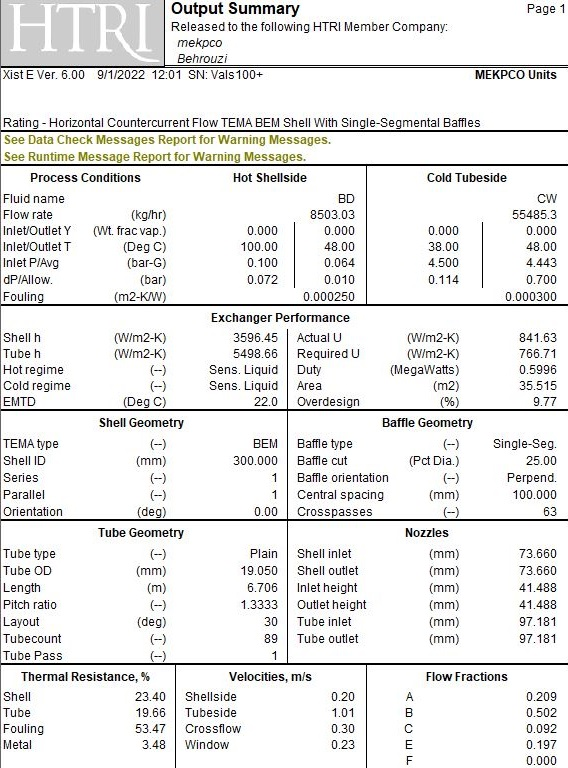 HTRI
Output Summary Page 1
Released to the following HTRI Member Company:
mekpco
Behrouzi
Xist E Ver. 6.00 9/1/2022 12:01 SN: Vals100+ MEKPCO Units
Rating - Horizontal Countercurrent Flow TEMA BEM Shell With Single-Segmental Baffles
See Data Check Messages Report for Warning Messages.
See Runtime Message Report for Warning Messages.
Process Conditions Hot Shellside Cold Tubeside
Fluid name BD CW
Flow rate (kg/hr) 8503.03 55485.3
Inlet/Outlet Y (Wt. frac vap.) 0.000 0.000 0.000 0.000
Inlet/Outlet T (Deg C) 100.00 48.00 38.00 48.00
Inlet P/Avg (bar-G) 0.100 0.064 4.500 4.443
dP/Allow. (bar) 0.072 0.010 0.114 0.700
Fouling (m2-K/W) 0.000250 0.000300
Exchanger Performance
Shell h (W/m2-K) 3596.45 Actual U (W/m2-K) 841.63
Tube h (W/m2-K) 5498.66 Required U (W/m2-K) 766.71
Hot regime (--) Sens. Liquid Duty (MegaWatts) 0.5996
Cold regime (--) Sens. Liquid Area (m2) 35.515
EMTD (Deg C) 22.0 Overdesign (%) 9.77
Shell Geometry Baffle Geometry
TEMA type (--) BEM Baffle type (--) Single-Seg.
Shell ID (mm) 300.000 Baffle cut (Pct Dia.) 25.00
Series (--) 1 Baffle orientation (--) Perpend.
Parallel (--) 1 Central spacing (mm) 100.000
Orientation (deg) 0.00 Crosspasses (--) 63
Tube Geometry Nozzles
Tube type (--) Plain Shell inlet (mm) 73.660
Tube OD (mm) 19.050 Shell outlet (mm) 73.660
Length (m) 6.706 Inlet height (mm) 41.488
Pitch ratio (--) 1.3333 Outlet height (mm) 41.488
Layout (deg) 30 Tube inlet (mm) 97.181
Tubecount (--) 89 Tube outlet (mm) 97.181
Tube Pass (--) 1
Thermal Resistance, % Velocities, m/s Flow Fractions
Shell 23.40 Shellside 0.20 A 0.209
Tube 19.66 Tubeside 1.01 B 0.502
Fouling 53.47 Crossflow 0.30 C 0.092
Metal 3.48 Window 0.23 E 0.197
F 0.000